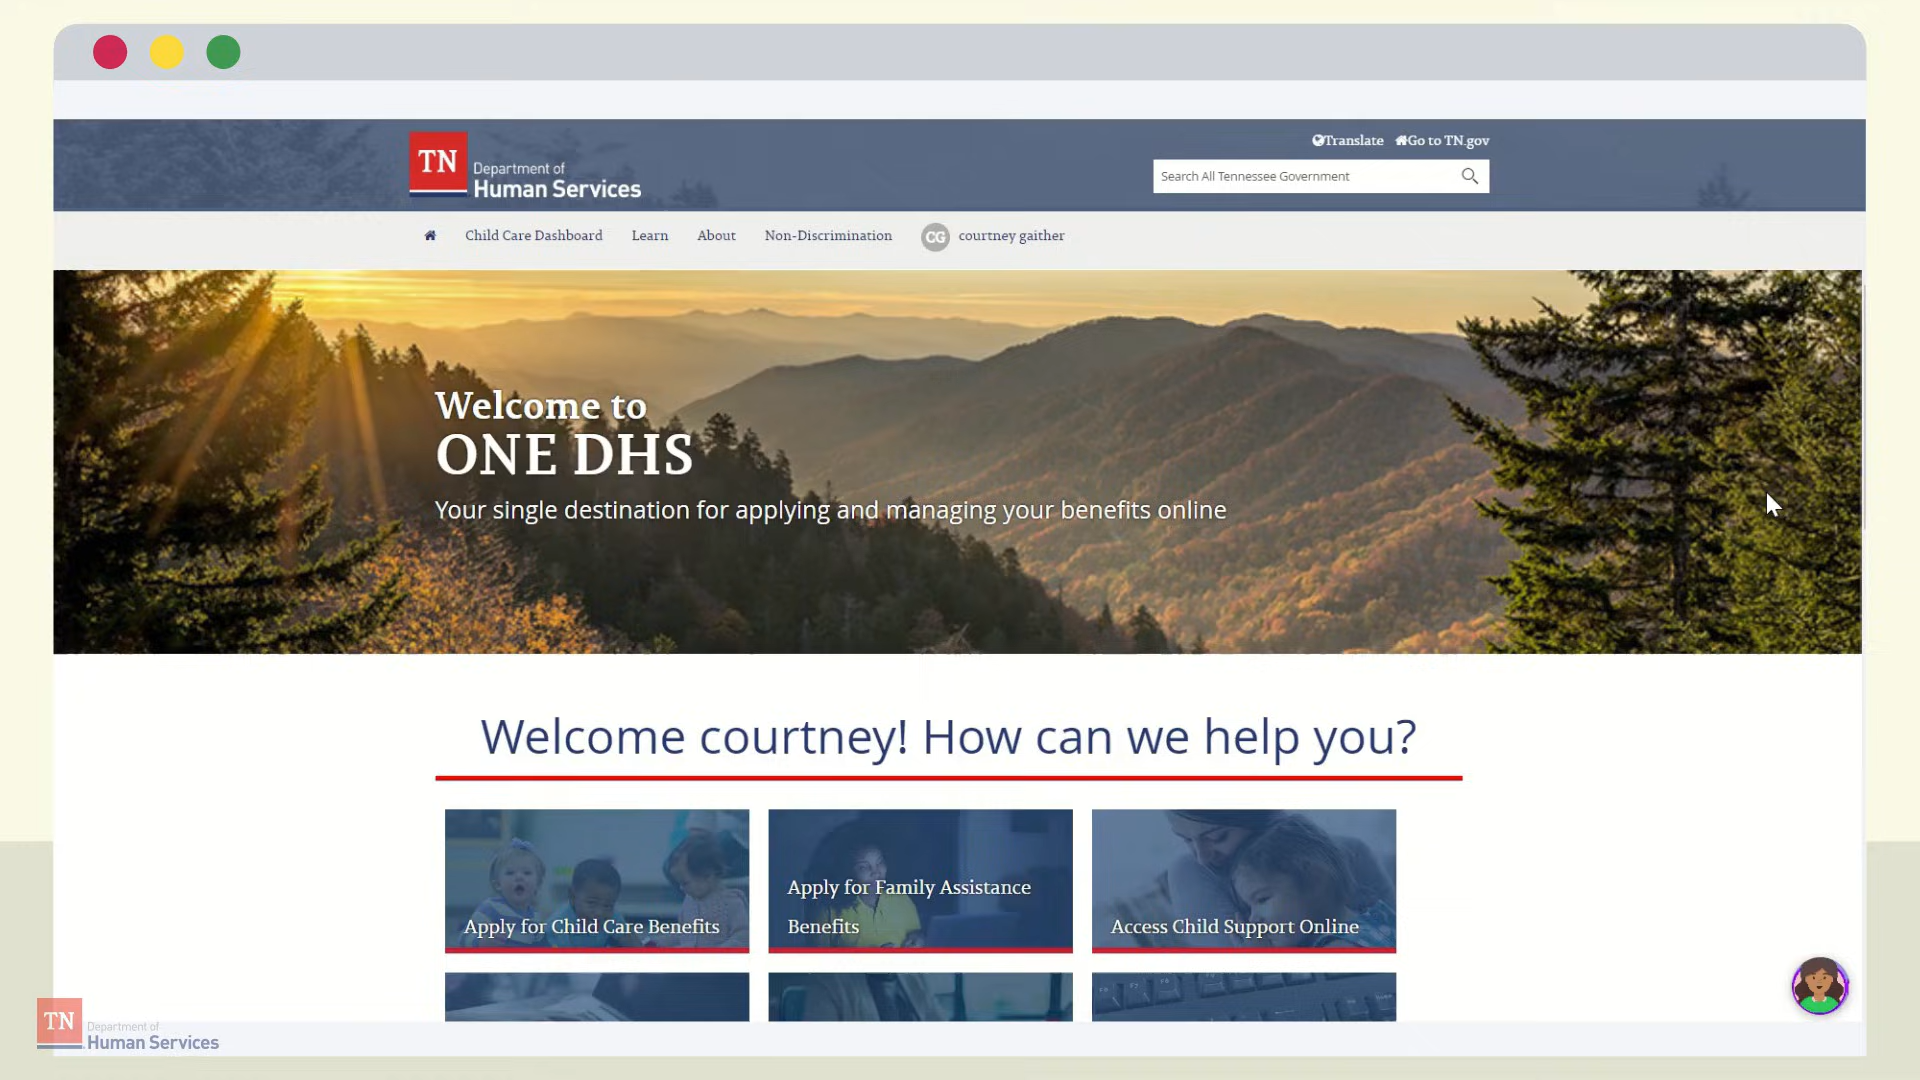 Translate Go to TN.gov
TN Department of
Human Services
Search All Tennessee Government
Child Care Dashboard Learn About Non-Discrimination CG courtney gaither
Welcome to
ONE DHS
Your single destination for applying and managing your benefits online
Welcome courtney! How can we help you?
Apply for Child Care Benefits
Apply for Family Assistance
Benefits
Access Child Support Online
TN Department of
Human Services